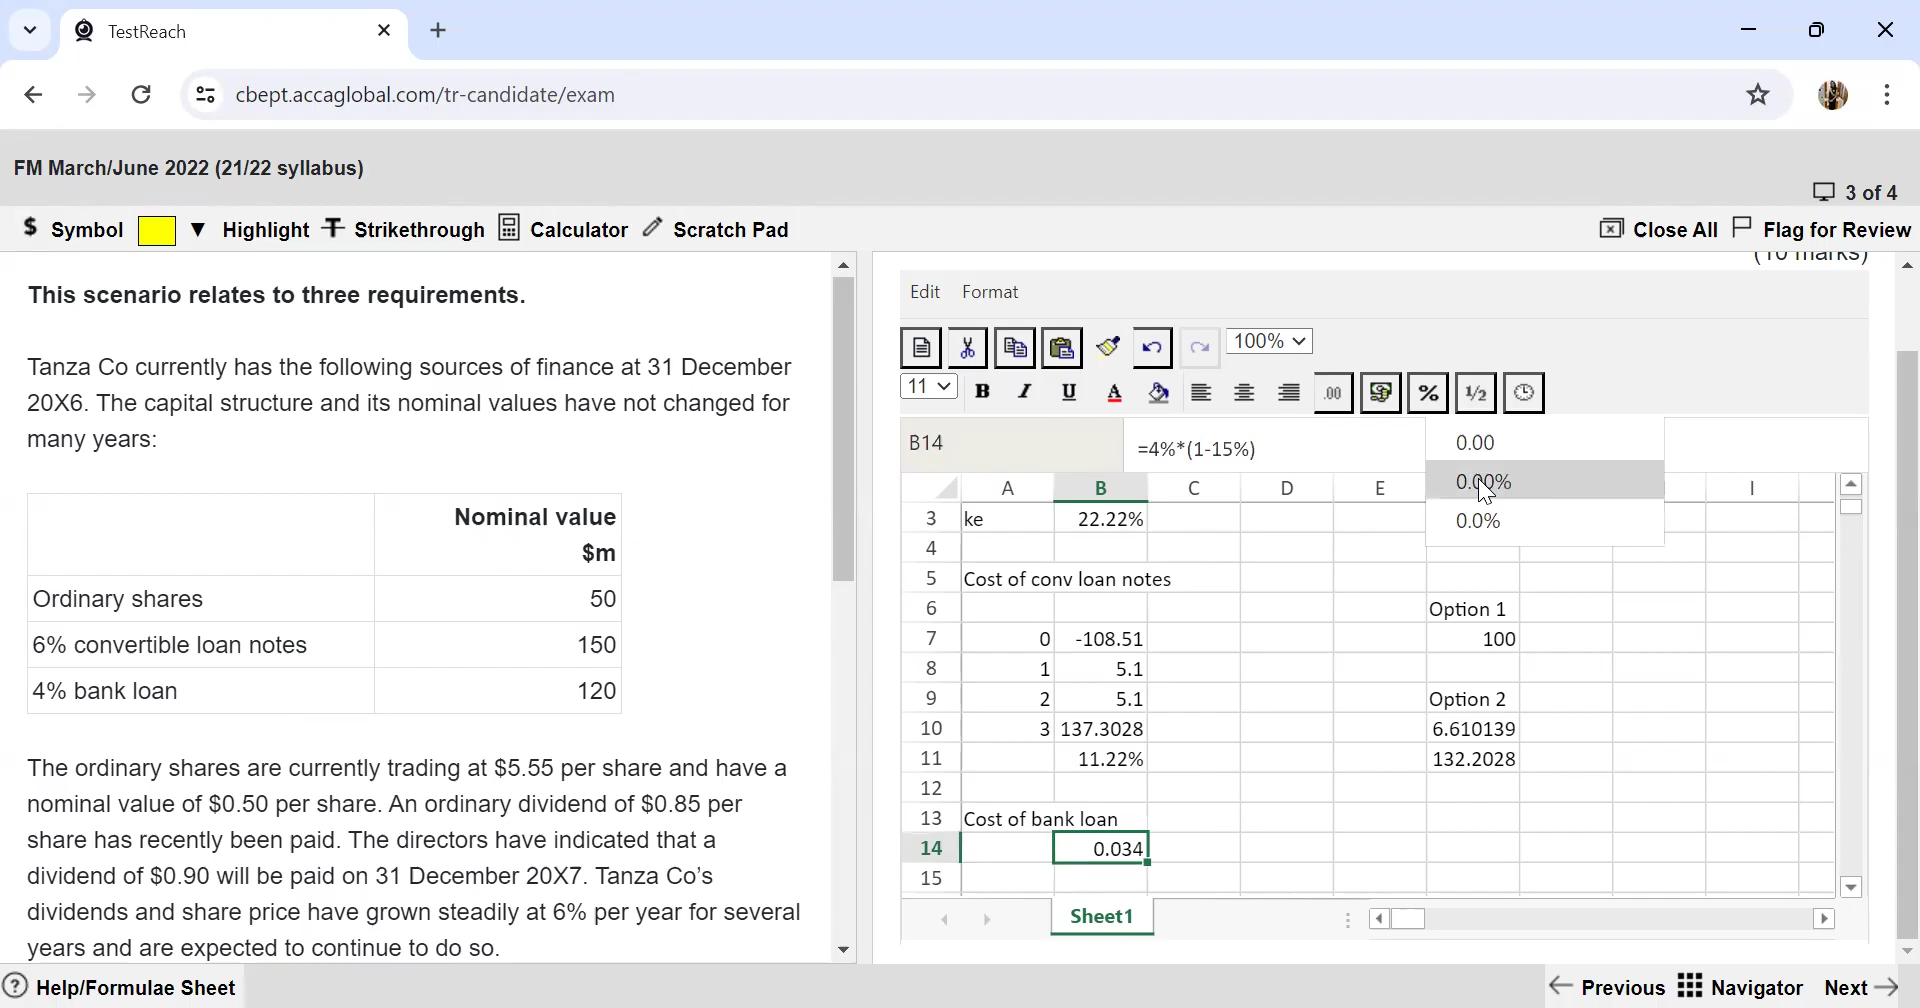 TestReach
cbept.accaglobal.com/tr-candidate/exam
FM March/June 2022 (21/22 syllabus)
3 of 4
$ Symbol Highlight Strikethrough Calculator Scratch Pad Close All Flag for Review
This scenario relates to three requirements.
Tanza Co currently has the following sources of finance at 31 December
20X6. The capital structure and its nominal values have not changed for
many years:
Nominal value
$m
Ordinary shares 50
6% convertible loan notes 150
4% bank loan 120
The ordinary shares are currently trading at $5.55 per share and have a
nominal value of $0.50 per share. An ordinary dividend of $0.85 per
share has recently been paid. The directors have indicated that a
dividend of $0.90 will be paid on 31 December 20X7. Tanza Co's
dividends and share price have grown steadily at 6% per year for several
years and are expected to continue to do so.
(10 marks)
Edit Format
100%
11 B I U A .00 % 1/2
B14 =4%*(1-15%)
0.00
0.00%
0.0%
A B C D E I
3 ke 22.22%
4
5 Cost of conv loan notes
6 Option 1
7 0 -108.51 100
8 1 5.1
9 2 5.1 Option 2
10 3 137.3028 6.610139
11 11.22% 132.2028
12
13 Cost of bank loan
14 0.034
15
Sheet1
Help/Formulae Sheet Previous Navigator Next